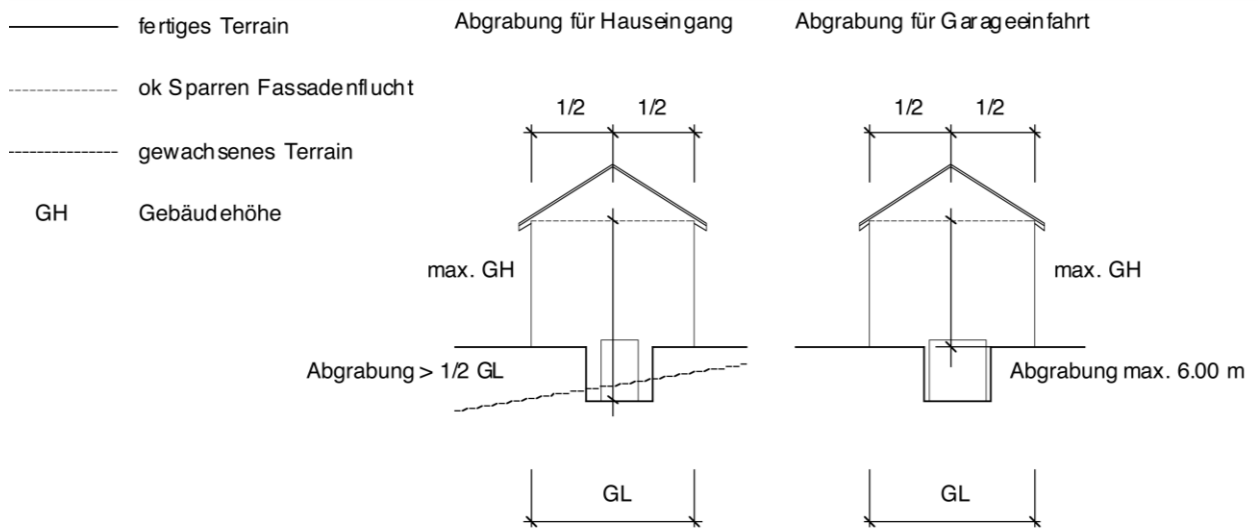 fertiges Terrain
ok Sparren Fassadenflucht
gewachsenes Terrain
GH Gebäudehöhe
Abgrabung für Hauseingang
1/2 1/2
max. GH
Abgrabung > 1/2 GL
GL
Abgrabung für Garageeinfahrt
1/2 1/2
max. GH
Abgrabung max. 6.00 m
GL